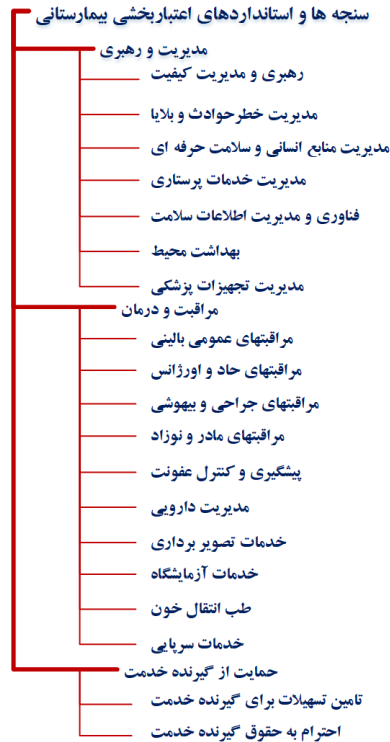 سنجه ها و استانداردهای اعتباربخشی بیمارستانی
مدیریت و رهبری
رهبری و مدیریت کیفیت
مدیریت خطرحوادث و بلایا
مدیریت منابع انسانی و سلامت حرفه ای
مدیریت خدمات پرستاری
فناوری و مدیریت اطلاعات سلامت
بهداشت محیط
مدیریت تجهیزات پزشکی
مراقبت و درمان
مراقبتهای عمومی بالینی
مراقبتهای حاد و اورژانس
مراقبتهای جراحی و بیهوشی
مراقبتهای مادر و نوزاد
پیشگیری و کنترل عفونت
مدیریت دارویی
خدمات تصویر برداری
خدمات آزمایشگاه
طب انتقال خون
خدمات سرپایی
حمایت از گیرنده خدمت
تامین تسهیلات برای گیرنده خدمت
احترام به حقوق گیرنده خدمت